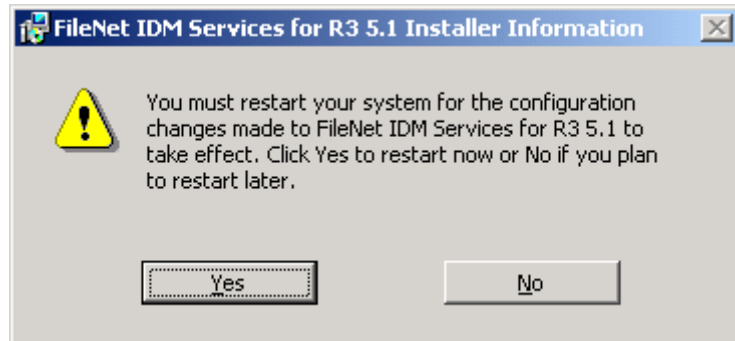 FileNet IDM Services for R3 5.1 Installer Information
You must restart your system for the configuration
changes made to FileNet IDM Services for R3 5.1 to
take effect. Click Yes to restart now or No if you plan
to restart later.
Yes
No